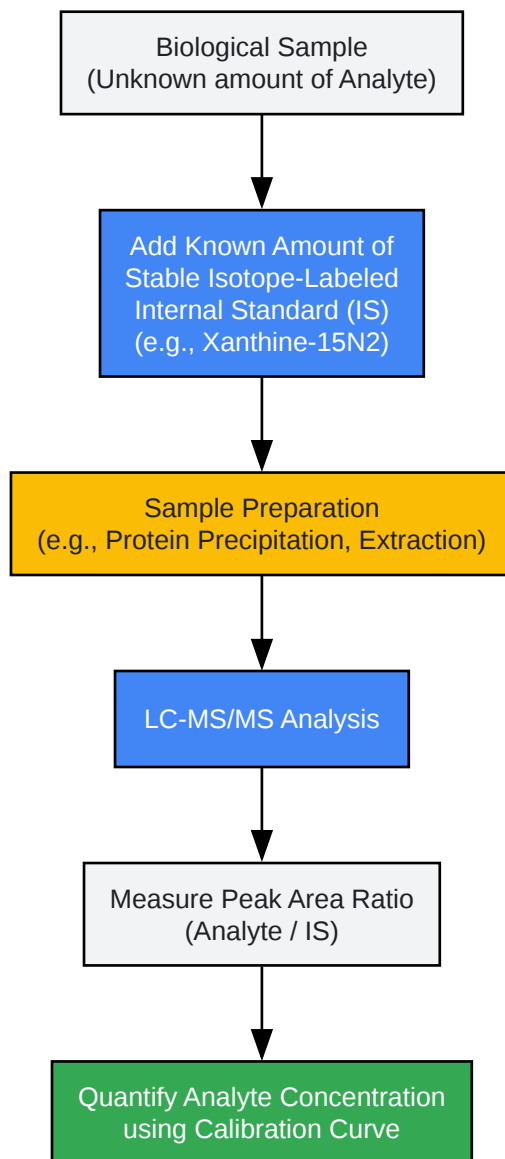 Biological Sample
(Unknown amount of Analyte)
Add Known Amount of
Stable Isotope-Labeled
Internal Standard (IS)
(e.g., Xanthine-15N2)
Sample Preparation
(e.g., Protein Precipitation, Extraction)
LC-MS/MS Analysis
Measure Peak Area Ratio
(Analyte / IS)
Quantify Analyte Concentration
using Calibration Curve